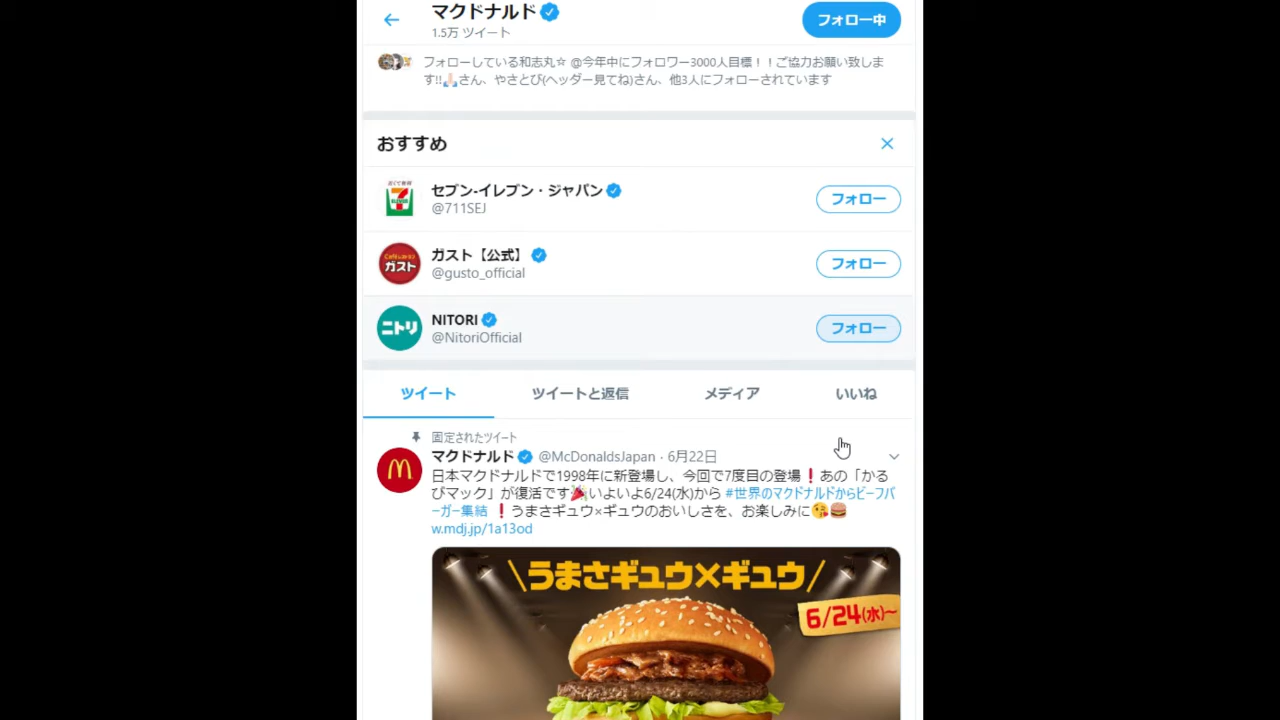 マクドナルド
1.5万 ツイート
フォロー中
フォローしている和志丸☆ @今年中にフォロワー3000人目標！！ご協力お願い致しま
す!!🙏🏻さん、やさとび(ヘッダー見てね)さん、他3人にフォローされています
おすすめ
セブン‐イレブン・ジャパン
@711SEJ
フォロー
ガスト
ガスト【公式】
@gusto_official
フォロー
ニトリ
NITORI
@NitoriOfficial
フォロー
ツイート ツイートと返信 メディア いいね
固定されたツイート
マクドナルド @McDonaldsJapan · 6月22日
日本マクドナルドで1998年に新登場し、今回で7度目の登場❗あの「かる
びマック」が復活です🎉いよいよ6/24(水)から #世界のマクドナルドからビーフバ
ーガー集結 ❗うまさギュウ×ギュウのおいしさを、お楽しみに😘🍔
w.mdj.jp/1a13od
\うまさギュウ×ギュウ/
6/24(水)~